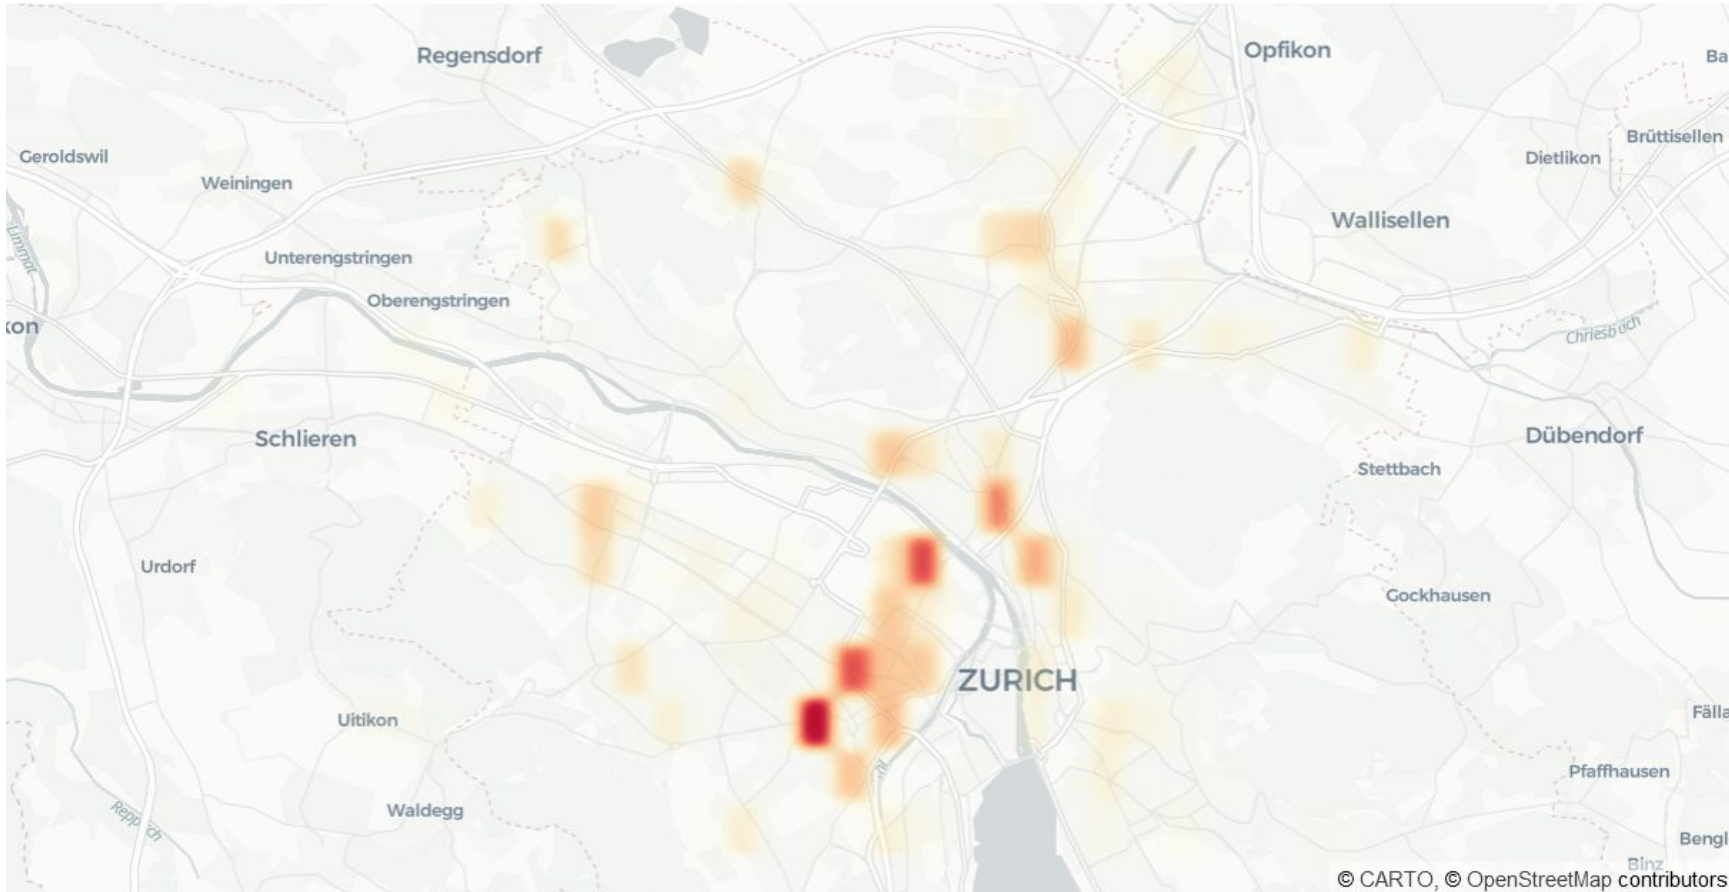 Regensdorf
Opfikon
Ba
Geroldswil
Brüttisellen
Weiningen
Dietlikon
Wallisellen
Limmat
Unterengstringen
Oberengstringen
kon
Chriesbach
Schlieren
Dübendorf
Stettbach
Urdorf
Gockhausen
ZURICH
Uitikon
Fälla
Pfaffhausen
Waldegg
Reppisch
Bengl
Binz
© CARTO, © OpenStreetMap contributors